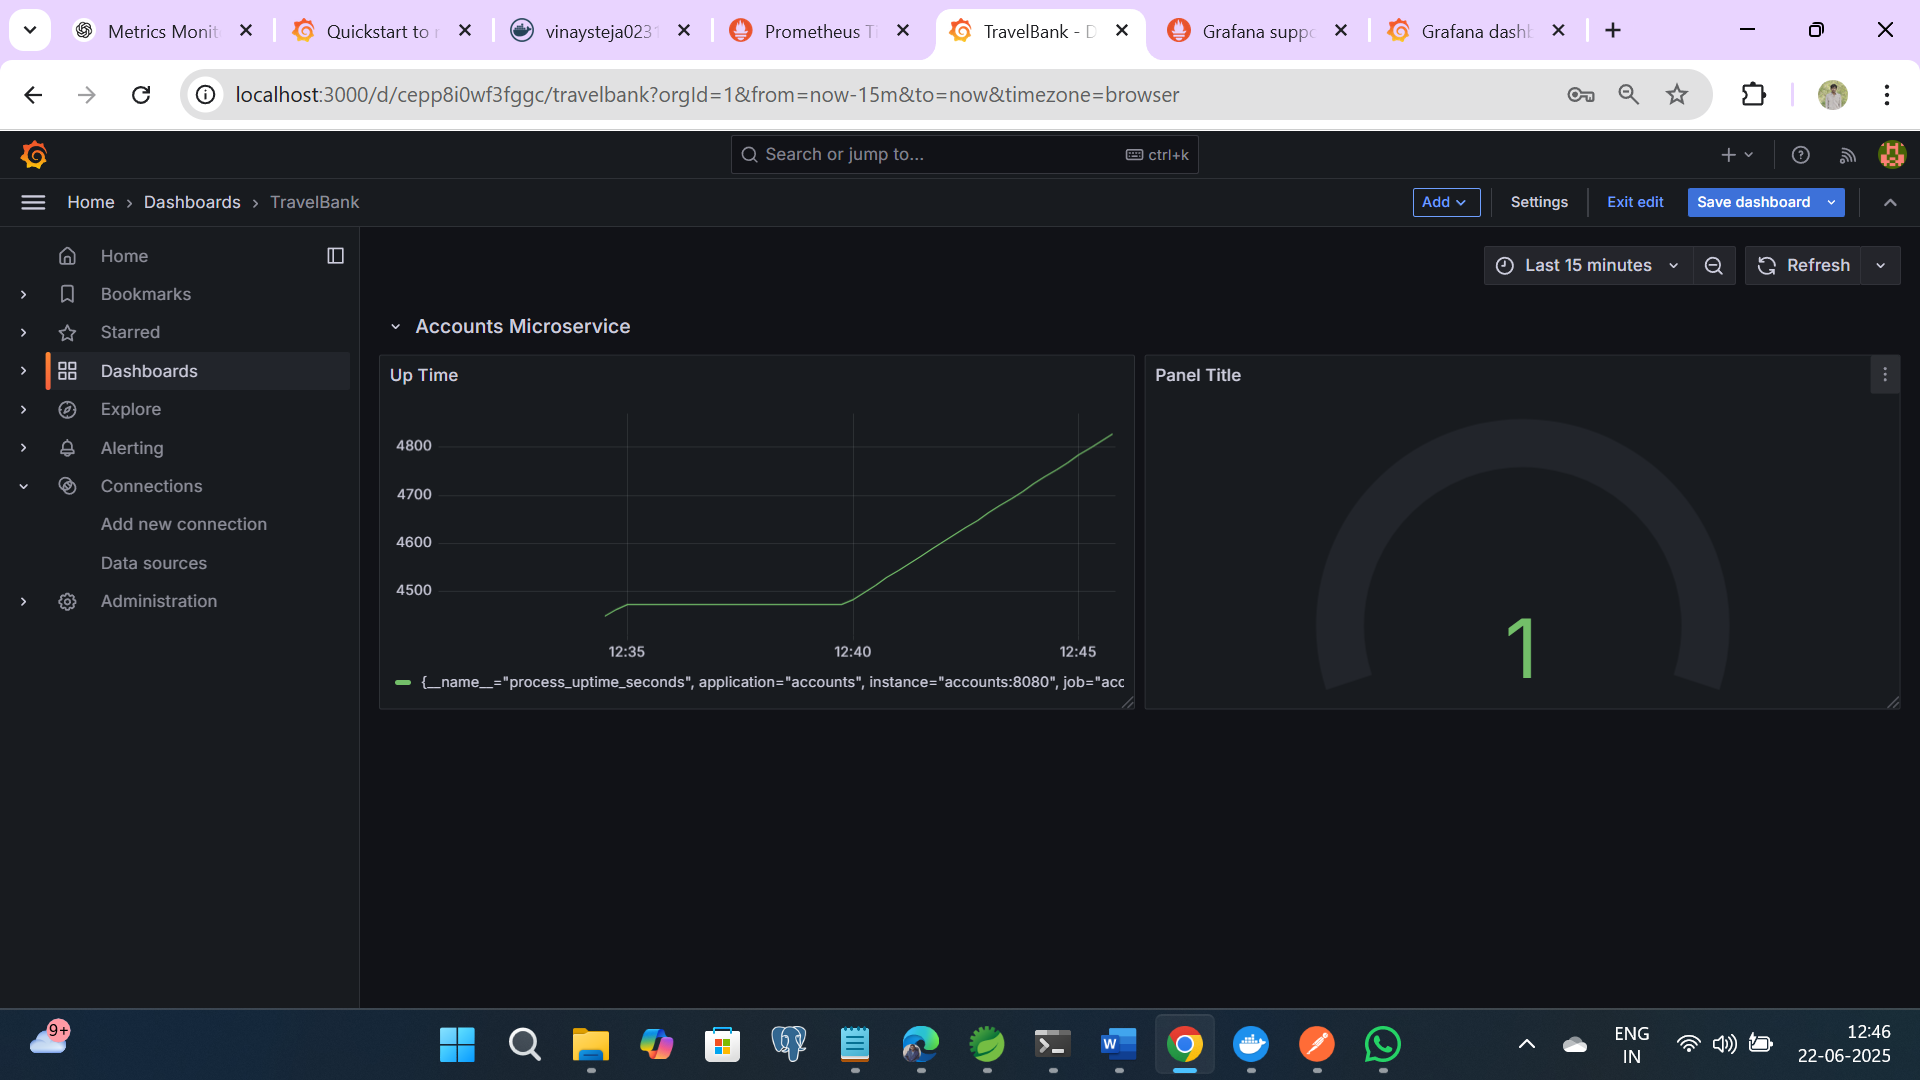 Metrics Monit
Quickstart to r
vinaysteja0231
Prometheus Ti
TravelBank - D
Grafana suppo
Grafana dashb
localhost:3000/d/cepp8i0wf3fggc/travelbank?orgId=1&from=now-15m&to=now&timezone=browser
Search or jump to... ctrl+k
Home › Dashboards › TravelBank
Add Settings Exit edit Save dashboard
Home
Bookmarks
Starred
Dashboards
Explore
Alerting
Connections
Add new connection
Data sources
Administration
Last 15 minutes Refresh
Accounts Microservice
Up Time
4800
4700
4600
4500
12:35 12:40 12:45
{__name__="process_uptime_seconds", application="accounts", instance="accounts:8080", job="acc
Panel Title
1
9+
ENG
IN
12:46
22-06-2025